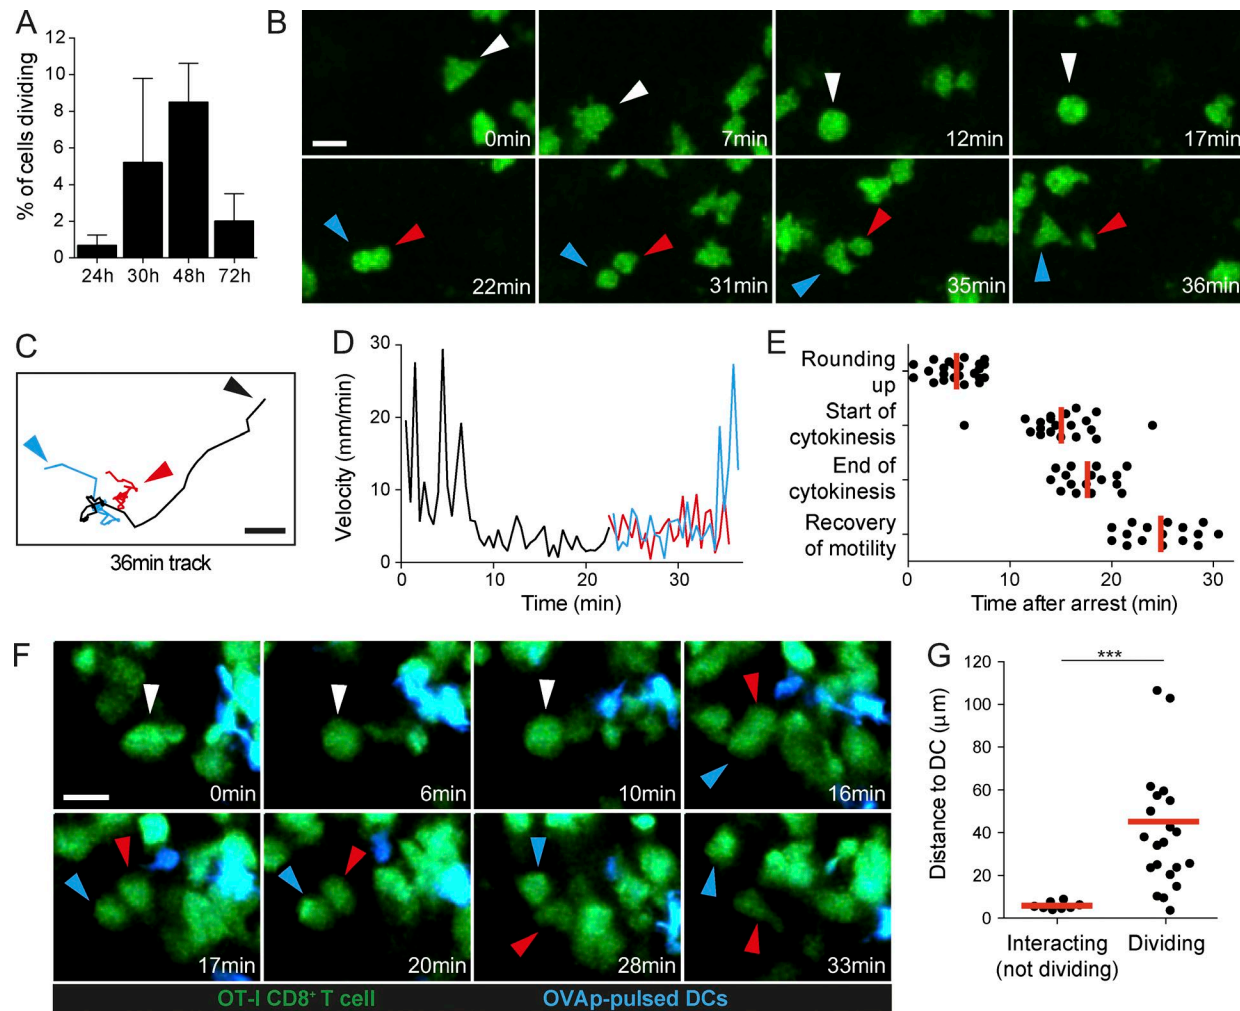 A
% of cells dividing
12
10
8
6
4
2
0
24h 30h 48h 72h
B
0min
7min
12min
17min
22min
31min
35min
36min
C
36min track
D
Velocity (mm/min)
30
20
10
0
0 10 20 30
Time (min)
E
Rounding
up
Start of
cytokinesis
End of
cytokinesis
Recovery
of motility
0 10 20 30
Time after arrest (min)
F
0min
6min
10min
16min
17min
20min
28min
33min
OT-I CD8⁺ T cell
OVAp-pulsed DCs
G
***
Distance to DC (µm)
120
100
80
60
40
20
0
Interacting
(not dividing)
Dividing